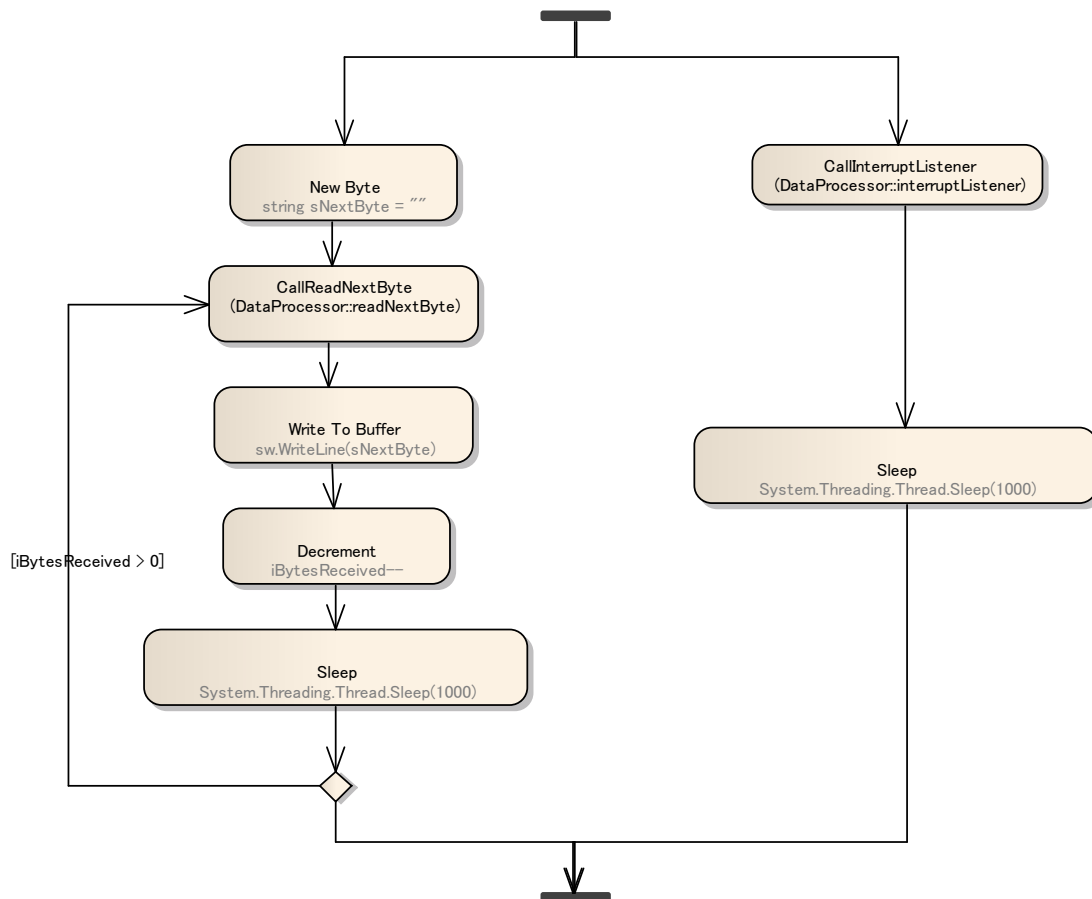 New Byte
string sNextByte = ""
CallReadNextByte
(DataProcessor::readNextByte)
Write To Buffer
sw.WriteLine(sNextByte)
Decrement
iBytesReceived--
[iBytesReceived > 0]
Sleep
System.Threading.Thread.Sleep(1000)
CallInterruptListener
(DataProcessor::interruptListener)
Sleep
System.Threading.Thread.Sleep(1000)